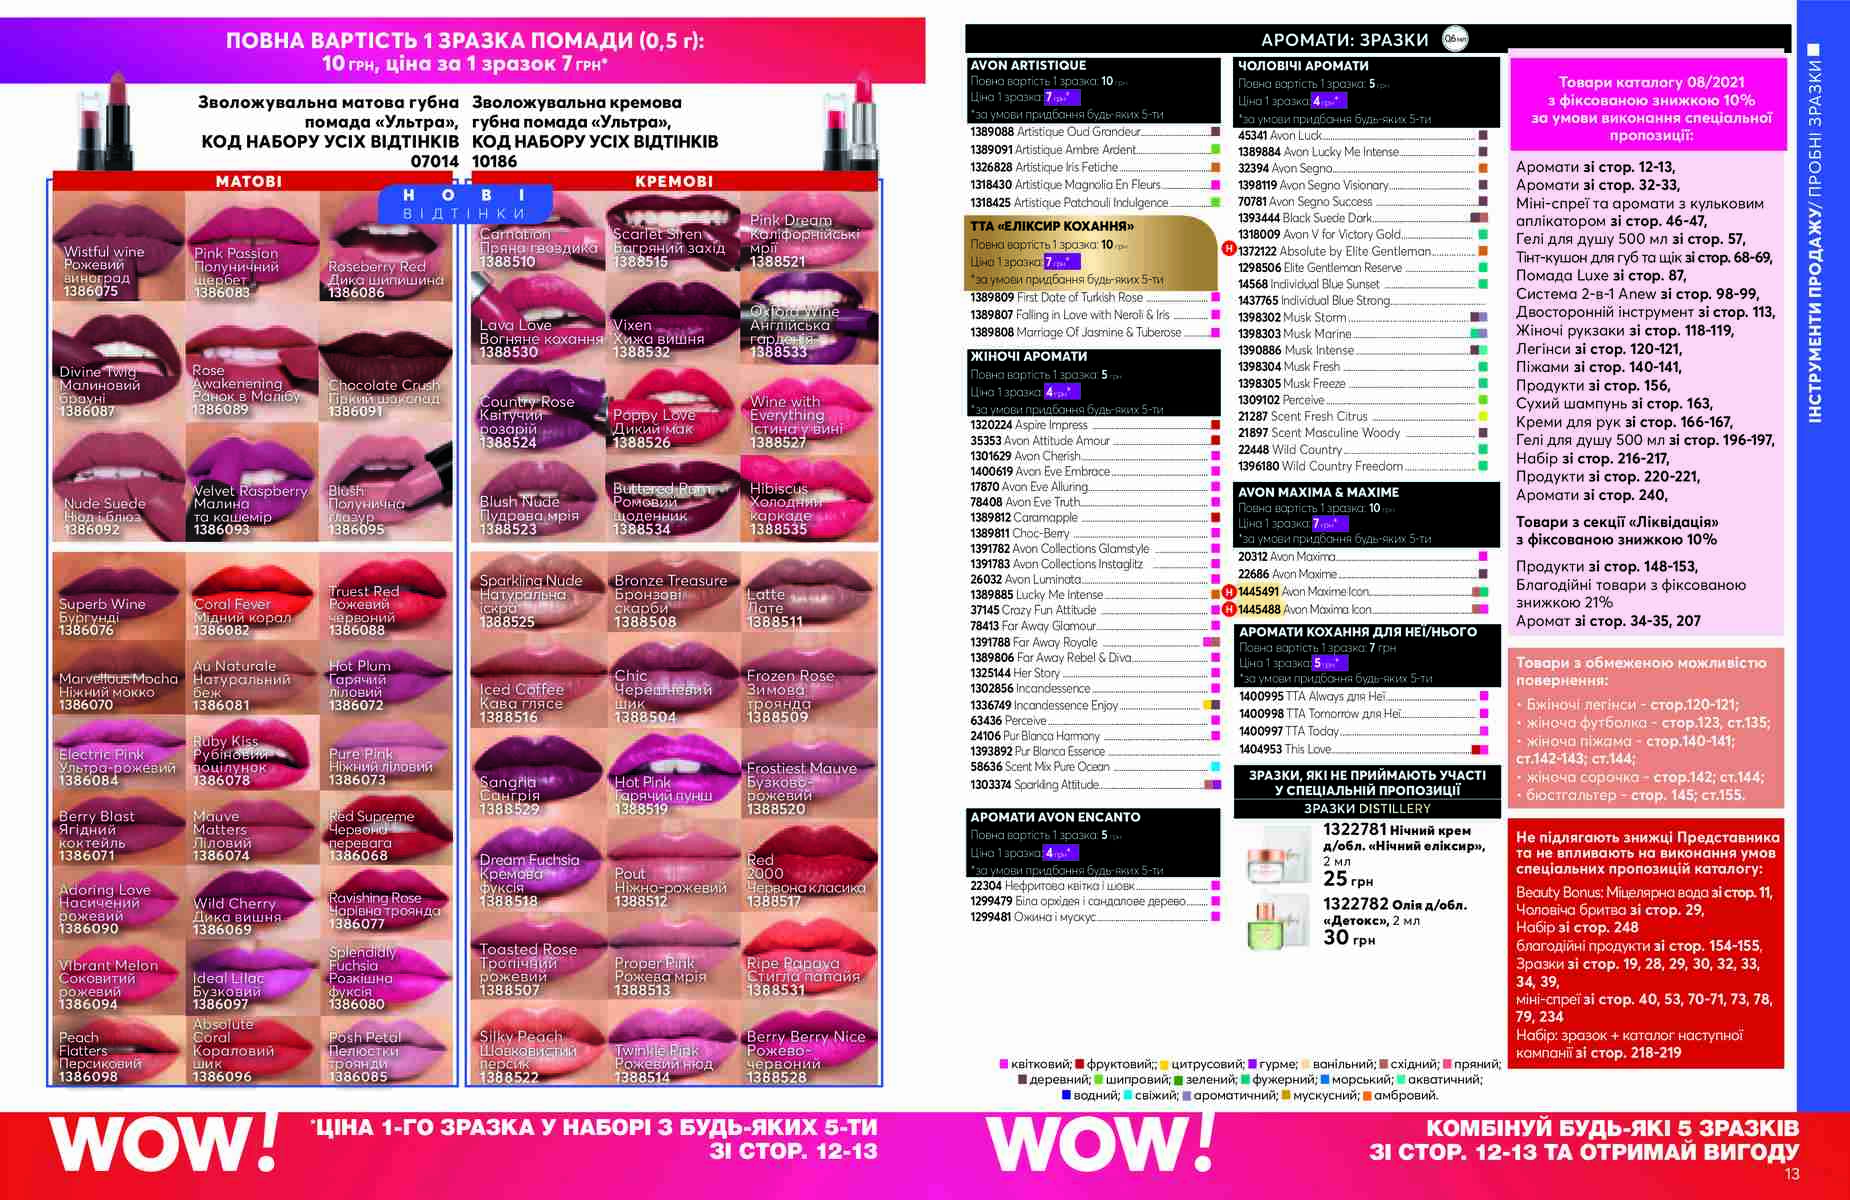 ПОВНА ВАРТІСТЬ 1 ЗРАЗКА ПОМАДИ (0,5 г):
10 ГРН, ціна за 1 зразок 7 ГРН*
Зволожувальна матова губна
помада «Ультра»,
КОД НАБОРУ УСІХ ВІДТІНКІВ
07014
Зволожувальна кремова
губна помада «Ультра»,
КОД НАБОРУ УСІХ ВІДТІНКІВ
10186
МАТОВІ
КРЕМОВІ
НОВІ
ВІДТІНКИ
Wistful wine
Рожевий
виноград
1386075
Pink Passion
Полуничний
щербет
1386083
Raseberry Red
Дика шипшина
1386086
Divine Twig
Малиновий
брауні
1386087
Rose
Awakenening
Ранок в Малібу
1386089
Chocolate Crush
Гіркий шоколад
1386091
Nude Suede
Нюд і блюз
1386092
Velvet Raspberry
Малина
та кашемір
1386093
Blush
Полунична
глазур
1386095
Superb Wine
Бургунді
1386076
Coral Fever
Мідний корал
1386082
Truest Red
Рожевий
червоний
1386088
Marvellous Mocha
Ніжний мокко
1386070
Au Naturale
Натуральний
беж
1386081
Hot Plum
Гарячий
ліловий
1386072
Electric Pink
Ультра-рожевий
1386084
Ruby Kiss
Рубіновий
поцілунок
1386078
Pure Pink
Ніжний ліловий
1386073
Berry Blast
Ягідний
коктейль
1386071
Mauve
Matters
Ліловий
1386074
Red Supreme
Червона
перевага
1386068
Adoring Love
Насичений
рожевий
1386090
Wild Cherry
Дика вишня
1386069
Ravishing Rose
Чарівна троянда
1386077
Vibrant Melon
Соковитий
рожевий
1386094
Ideal Lilac
Бузковий
1386097
Splendidly
Fuchsia
Розкішна
фуксія
1386080
Peach
Flatters
Персиковий
1386098
Absolute
Coral
Кораловий
шик
1386096
Posh Petal
Пелюстки
троянди
1386085
Carnation
Пряна гвоздика
1388510
Scarlet Siren
Багряний захід
1388515
Pink Dream
Каліфорнійські
мрії
1388521
Lava Love
Вогняне кохання
1388530
Vixen
Хижа вишня
1388532
Oxford Wine
Англійська
гарденія
1388533
Country Rose
Квітучий
розарій
1388524
Poppy Love
Дикий мак
1388526
Wine with
Everything
Істина у вині
1388527
Blush Nude
Пудрова мрія
1388523
Buttered Rum
Ромовий
щоденник
1388534
Hibiscus
Холодний
каркаде
1388535
Sparkling Nude
Натуральна
іскра
1388525
Bronze Treasure
Бронзові
скарби
1388508
Latte
Лате
1388511
Iced Coffee
Кава глясе
1388516
Chic
Черешневий
шик
1388504
Frozen Rose
Зимова
троянда
1388509
Sangria
Сангрія
1388529
Hot Pink
Гарячий пунш
1388519
Frostiest Mauve
Бузково-
рожевий
1388520
Dream Fuchsia
Кремова
фуксія
1388518
Pout
Ніжно-рожевий
1388512
Red
2000
Червона класика
1388517
Toasted Rose
Тропічний
рожевий
1388507
Proper Pink
Рожева мрія
1388513
Ripe Papaya
Стигла папайя
1388531
Silky Peach
Шовковистий
персик
1388522
Twinkle Pink
Рожевий нюд
1388514
Berry Berry Nice
Рожево-
червоний
1388528
WOW!
*ЦІНА 1-ГО ЗРАЗКА У НАБОРІ З БУДЬ-ЯКИХ 5-ТИ
ЗІ СТОР. 12-13
АРОМАТИ: ЗРАЗКИ 0,6 мл
AVON ARTISTIQUE
Повна вартість 1 зразка: 10 грн
Ціна 1 зразка: 7 грн*
*за умови придбання будь-яких 5-ти
1389088 Artistique Oud Grandeur
1389091 Artistique Ambre Ardent
1326828 Artistique Iris Fetiche
1318430 Artistique Magnolia En Fleurs
1318425 Artistique Patchouli Indulgence
ТТА «ЕЛІКСИР КОХАННЯ»
Повна вартість 1 зразка: 10 грн
Ціна 1 зразка: 7 грн*
*за умови придбання будь-яких 5-ти
1389809 First Date of Turkish Rose
1389807 Falling in Love with Neroli & Iris
1389808 Marriage Of Jasmine & Tuberose
ЖІНОЧІ АРОМАТИ
Повна вартість 1 зразка: 5 грн
Ціна 1 зразка: 4 грн*
*за умови придбання будь-яких 5-ти
1320224 Aspire Impress
35353 Avon Attitude Amour
1301629 Avon Cherish
1400619 Avon Eve Embrace
17870 Avon Eve Alluring
78408 Avon Eve Truth
1389812 Caramapple
1389811 Choc-Berry
1391782 Avon Collections Glamstyle
1391783 Avon Collections Instaglitz
26032 Avon Luminata
1389885 Lucky Me Intense
37145 Crazy Fun Attitude
78413 Far Away Glamour
1391788 Far Away Royale
1389806 Far Away Rebel & Diva
1325144 Her Story
1302856 Incandessence
1336749 Incandessence Enjoy
63436 Perceive
24106 Pur Blanca Harmony
1393892 Pur Blanca Essence
58636 Scent Mix Pure Ocean
1303374 Sparkling Attitude
АРОМАТИ AVON ENCANTO
Повна вартість 1 зразка: 5 грн
Ціна 1 зразка: 4 грн*
*за умови придбання будь-яких 5-ти
22304 Нефритова квітка і шовк
1299479 Біла орхідея і сандалове дерево
1299481 Ожина і мускус
ЧОЛОВІЧІ АРОМАТИ
Повна вартість 1 зразка: 5 грн
Ціна 1 зразка: 4 грн*
*за умови придбання будь-яких 5-ти
45341 Avon Luck
1389884 Avon Lucky Me Intense
32394 Avon Segno
1398119 Avon Segno Visionary
70781 Avon Segno Success
1393444 Black Suede Dark
1318009 Avon V for Victory Gold
Н 1372122 Absolute by Elite Gentleman
1298506 Elite Gentleman Reserve
14568 Individual Blue Sunset
1437765 Individual Blue Strong
1398302 Musk Storm
1398303 Musk Marine
1390886 Musk Intense
1398304 Musk Fresh
1398305 Musk Freeze
1309102 Perceive
21287 Scent Fresh Citrus
21897 Scent Masculine Woody
22448 Wild Country
1396180 Wild Country Freedom
AVON MAXIMA & MAXIME
Повна вартість 1 зразка: 10 грн
Ціна 1 зразка: 7 грн*
*за умови придбання будь-яких 5-ти
20312 Avon Maxima
22686 Avon Maxime
Н 1445491 Avon Maxime Icon
Н 1445488 Avon Maxima Icon
АРОМАТИ КОХАННЯ ДЛЯ НЕЇ/НЬОГО
Повна вартість 1 зразка: 7 грн
Ціна 1 зразка: 5 грн*
*за умови придбання будь-яких 5-ти
1400995 TTA Always для Неї
1400998 TTA Tomorrow для Неї
1400997 TTA Today
1404953 This Love
ЗРАЗКИ, ЯКІ НЕ ПРИЙМАЮТЬ УЧАСТІ
У СПЕЦІАЛЬНІЙ ПРОПОЗИЦІЇ
ЗРАЗКИ DISTILLERY
1322781 Нічний крем
д/обл. «Нічний еліксир»,
2 мл
25 грн
1322782 Олія д/обл.
«Детокс», 2 мл
30 грн
квітковий; фруктовий;; цитрусовий; гурме; ванільний; східний; пряний;
деревний; шипровий; зелений; фужерний; морський; акватичний;
водний; свіжий; ароматичний; мускусний; амбровий.
Товари каталогу 08/2021
з фіксованою знижкою 10%
за умови виконання спеціальної
пропозиції:
Аромати зі стор. 12-13,
Аромати зі стор. 32-33,
Міні-спреї та аромати з кульковим
аплікатором зі стор. 46-47,
Гелі для душу 500 мл зі стор. 57,
Тінт-кушон для губ та щік зі стор. 68-69,
Помада Luxe зі стор. 87,
Система 2-в-1 Anew зі стор. 98-99,
Двосторонній інструмент зі стор. 113,
Жіночі рукзаки зі стор. 118-119,
Легінси зі стор. 120-121,
Піжами зі стор. 140-141,
Продукти зі стор. 156,
Сухий шампунь зі стор. 163,
Креми для рук зі стор. 166-167,
Гелі для душу 500 мл зі стор. 196-197,
Набір зі стор. 216-217,
Продукти зі стор. 220-221,
Аромати зі стор. 240,
Товари з секції «Ліквідація»
з фіксованою знижкою 10%
Продукти зі стор. 148-153,
Благодійні товари з фіксованою
знижкою 21%
Аромат зі стор. 34-35, 207
Товари з обмеженою можливістю
повернення:
• Бжіночі легінси - стор.120-121;
• жіноча футболка - стор.123, ст.135;
• жіноча піжама - стор.140-141;
ст.142-143; ст.144;
• жіноча сорочка - стор.142; ст.144;
• бюстгальтер - стор. 145; ст.155.
Не підлягають знижці Представника
та не впливають на виконання умов
спеціальних пропозицій каталогу:
Beauty Bonus: Міцелярна вода зі стор. 11,
Чоловіча бритва зі стор. 29,
Набір зі стор. 248
благодійні продукти зі стор. 154-155,
Зразки зі стор. 19, 28, 29, 30, 32, 33,
34, 39,
міні-спреї зі стор. 40, 53, 70-71, 73, 78,
79, 234
Набір: зразок + каталог наступної
кампанії зі стор. 218-219
ІНСТРУМЕНТИ ПРОДАЖУ/ ПРОБНІ ЗРАЗКИ
WOW!
КОМБІНУЙ БУДЬ-ЯКІ 5 ЗРАЗКІВ
ЗІ СТОР. 12-13 ТА ОТРИМАЙ ВИГОДУ
13